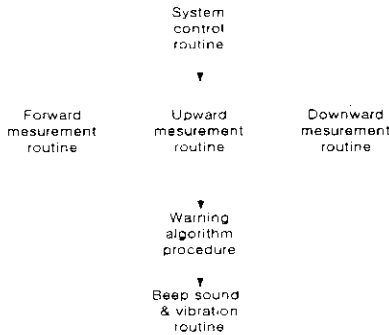 System
control
routine
Forward
mesurement
routine
Upward
mesurement
routine
Downward
mesurement
routine
Warning
algorithm
procedure
Beep sound
& vibration
routine